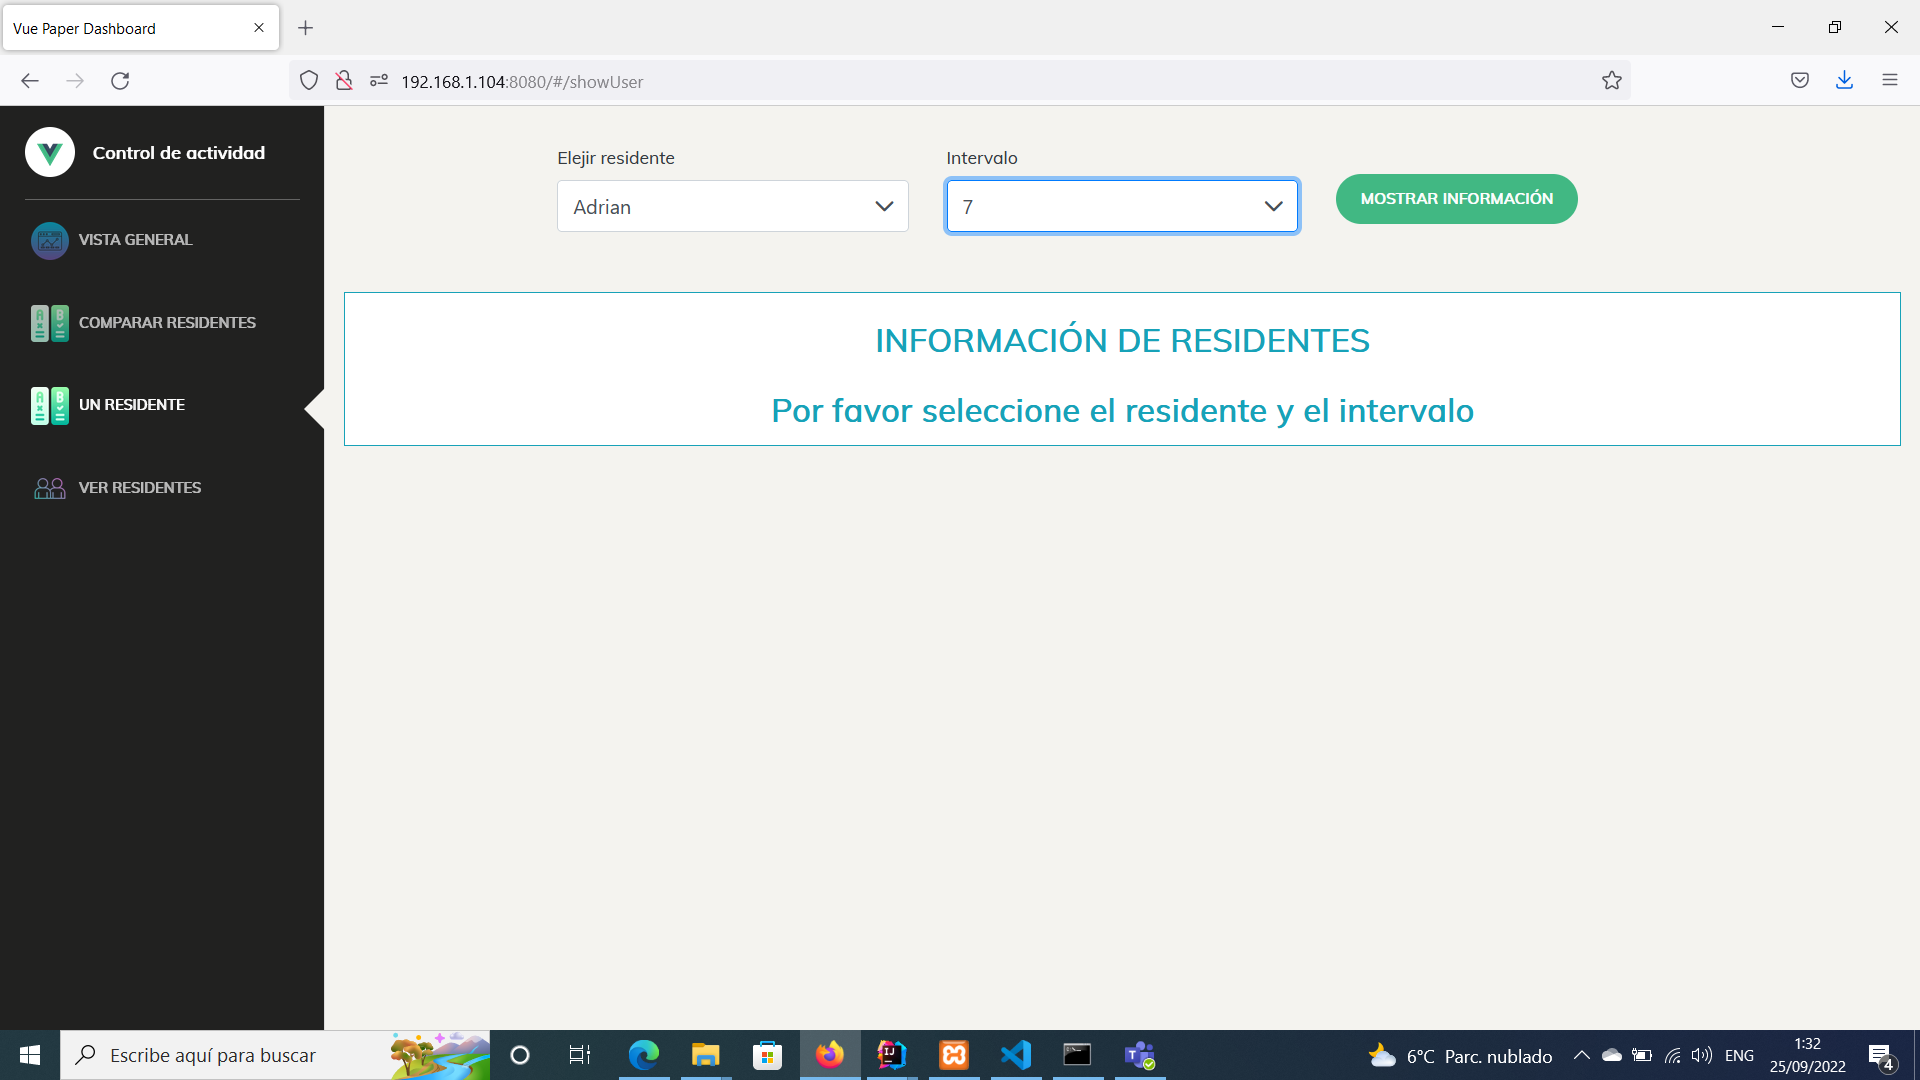 Vue Paper Dashboard
192.168.1.104:8080/#/showUser
Control de actividad
VISTA GENERAL
COMPARAR RESIDENTES
UN RESIDENTE
VER RESIDENTES
Elejir residente
Adrian
Intervalo
7
MOSTRAR INFORMACIÓN
INFORMACIÓN DE RESIDENTES
Por favor seleccione el residente y el intervalo
Escribe aquí para buscar
6°C Parc. nublado
ENG
1:32
25/09/2022
4